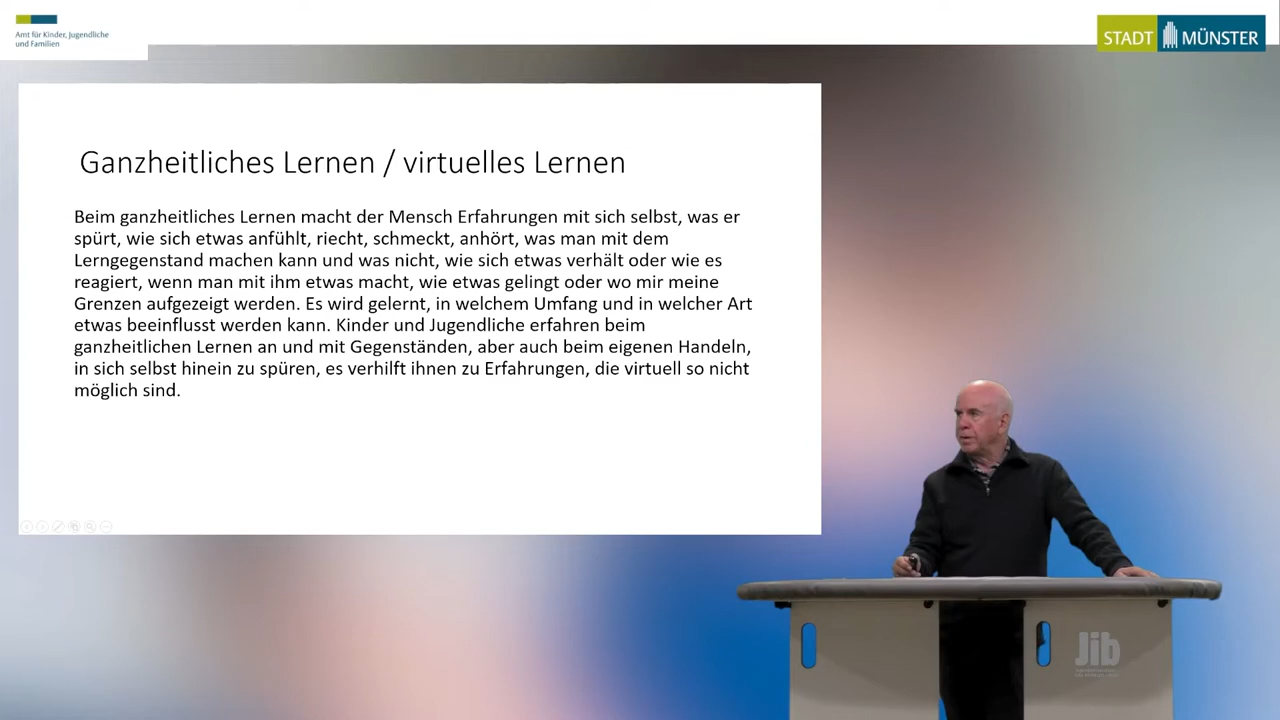 Amt für Kinder, Jugendliche
und Familien
STADT MÜNSTER
Ganzheitliches Lernen / virtuelles Lernen
Beim ganzheitliches Lernen macht der Mensch Erfahrungen mit sich selbst, was er
spürt, wie sich etwas anfühlt, riecht, schmeckt, anhört, was man mit dem
Lerngegenstand machen kann und was nicht, wie sich etwas verhält oder wie es
reagiert, wenn man mit ihm etwas macht, wie etwas gelingt oder wo mir meine
Grenzen aufgezeigt werden. Es wird gelernt, in welchem Umfang und in welcher Art
etwas beeinflusst werden kann. Kinder und Jugendliche erfahren beim
ganzheitlichen Lernen an und mit Gegenständen, aber auch beim eigenen Handeln,
in sich selbst hinein zu spüren, es verhilft ihnen zu Erfahrungen, die virtuell so nicht
möglich sind.
Jib